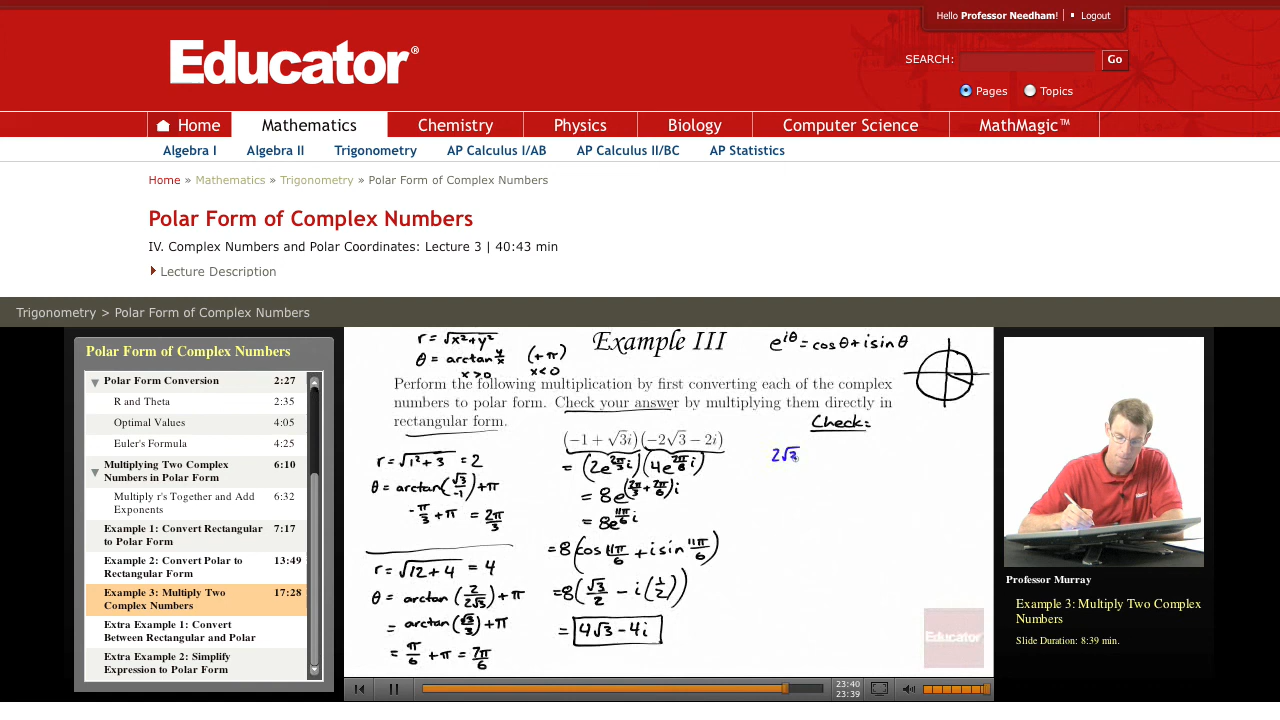 Hello Professor Needham! | ▪ Logout
Educator®
SEARCH: Go
Pages Topics
Home Mathematics Chemistry Physics Biology Computer Science MathMagic™
Algebra I Algebra II Trigonometry AP Calculus I/AB AP Calculus II/BC AP Statistics
Home » Mathematics » Trigonometry » Polar Form of Complex Numbers
Polar Form of Complex Numbers
IV. Complex Numbers and Polar Coordinates: Lecture 3 | 40:43 min
Lecture Description
Trigonometry > Polar Form of Complex Numbers
Polar Form of Complex Numbers
Polar Form Conversion 2:27
R and Theta 2:35
Optimal Values 4:05
Euler's Formula 4:25
Multiplying Two Complex
Numbers in Polar Form 6:10
Multiply r's Together and Add
Exponents 6:32
Example 1: Convert Rectangular
to Polar Form 7:17
Example 2: Convert Polar to
Rectangular Form 13:49
Example 3: Multiply Two
Complex Numbers 17:28
Extra Example 1: Convert
Between Rectangular and Polar
Extra Example 2: Simplify
Expression to Polar Form
r = √(x²+y²)
θ = arctan y/x (+π)
x>0 x<0
Example III
e^(iθ) = cosθ + i sinθ
Perform the following multiplication by first converting each of the complex
numbers to polar form. Check your answer by multiplying them directly in
rectangular form.
Check:
(−1 + √3i)(−2√3 − 2i)
2√3
r = √(1²+3) = 2
θ = arctan(√3/−1) + π
−π/3 + π = 2π/3
r = √(12+4) = 4
θ = arctan(2/2√3) + π
= arctan(√3/3) + π
= π/6 + π = 7π/6
= (2e^(2π/3 i))(4e^(7π/6 i))
= 8e^((2π/3 + 7π/6)i)
= 8e^(11π/6 i)
= 8(cos 11π/6 + i sin 11π/6)
= 8(√3/2 − i(1/2))
= 4√3 − 4i
Educator
23:40
23:39
Professor Murray
Example 3: Multiply Two Complex
Numbers
Slide Duration: 8:39 min.